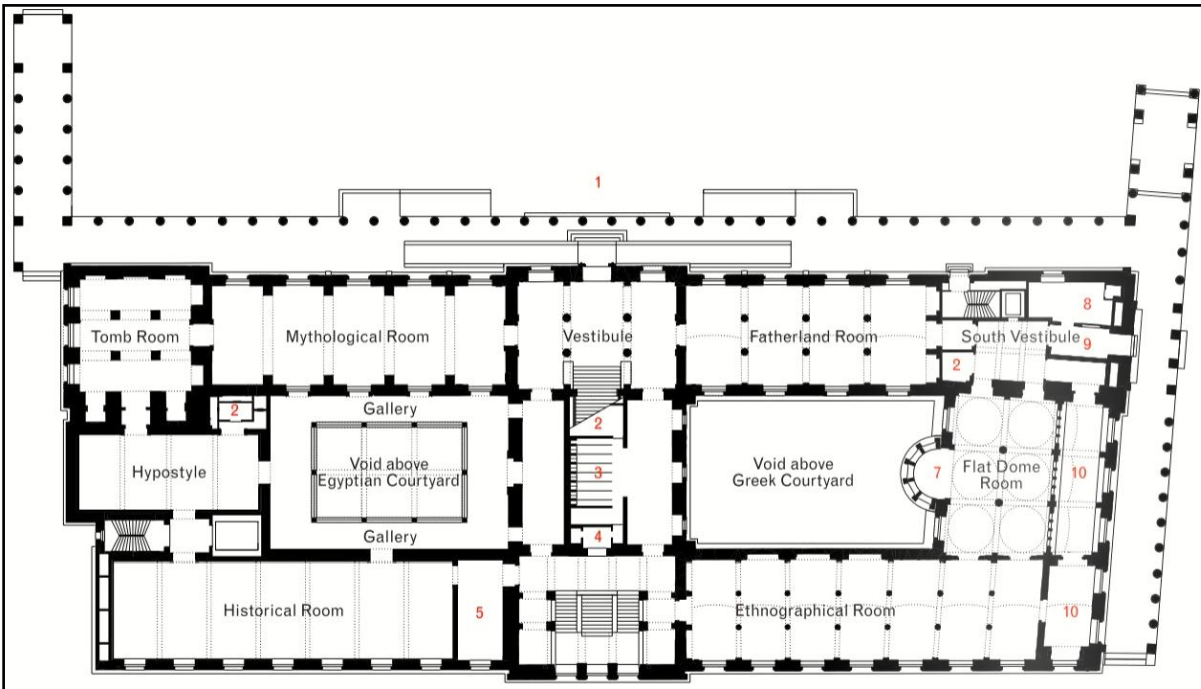 1
Tomb Room
Mythological Room
Vestibule
Fatherland Room
South Vestibule
8
9
2
2
Gallery
2
Hypostyle
Void above
Egyptian Courtyard
3
Void above
Greek Courtyard
7
Flat Dome
Room
10
Gallery
4
Historical Room
5
Ethnographical Room
10